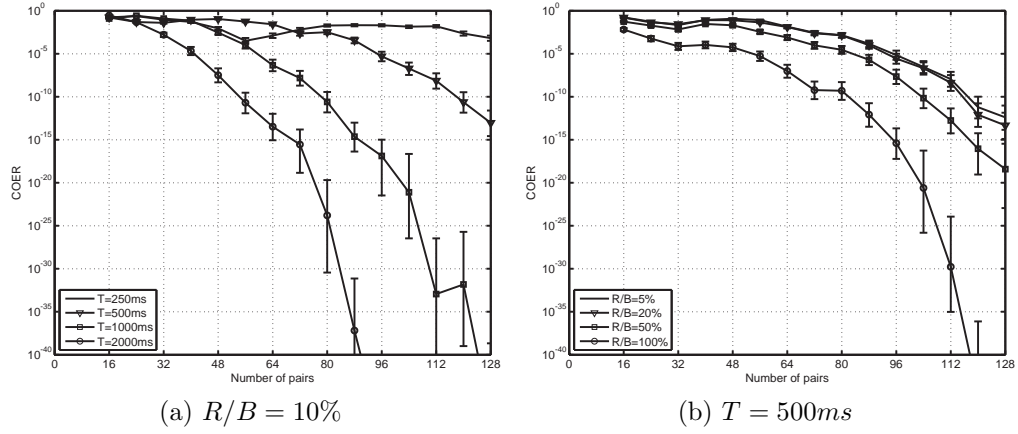 10^0
10^-5
10^-10
10^-15
10^-20
10^-25
10^-30
10^-35
10^-40
COER
T=250ms
T=500ms
T=1000ms
T=2000ms
0 16 32 48 64 80 96 112 128
Number of pairs
(a) R/B = 10%
10^0
10^-5
10^-10
10^-15
10^-20
10^-25
10^-30
10^-35
10^-40
COER
R/B=5%
R/B=20%
R/B=50%
R/B=100%
0 16 32 48 64 80 96 112 128
Number of pairs
(b) T = 500ms